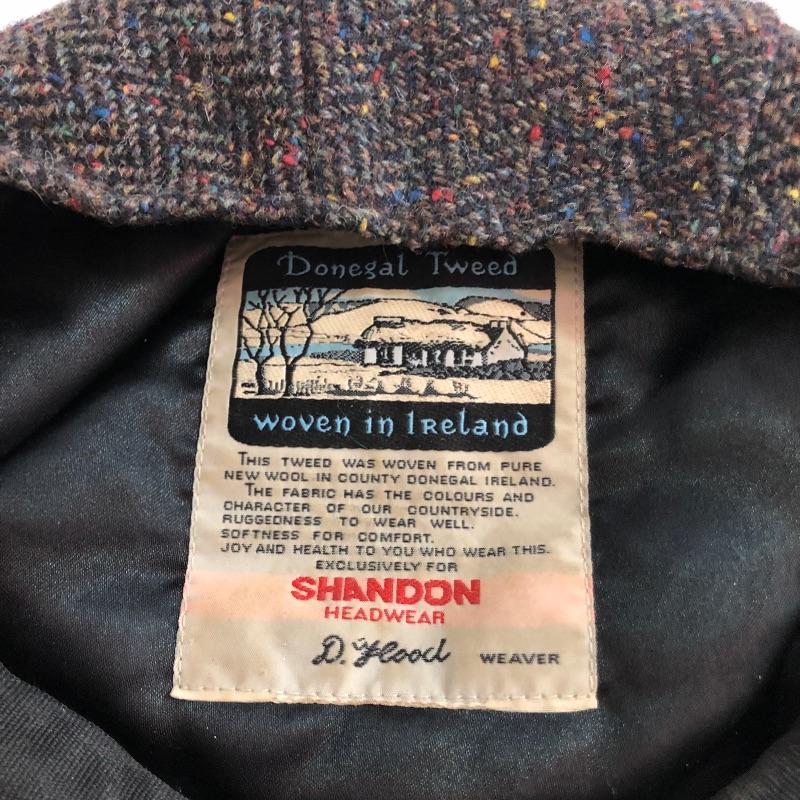 Donegal Tweed
woven in Ireland
THIS TWEED WAS WOVEN FROM PURE
NEW WOOL IN COUNTY DONEGAL IRELAND.
THE FABRIC HAS THE COLOURS AND
CHARACTER OF OUR COUNTRYSIDE.
RUGGEDNESS TO WEAR WELL.
SOFTNESS FOR COMFORT.
JOY AND HEALTH TO YOU WHO WEAR THIS.
EXCLUSIVELY FOR
SHANDON
HEADWEAR
D. Flood WEAVER